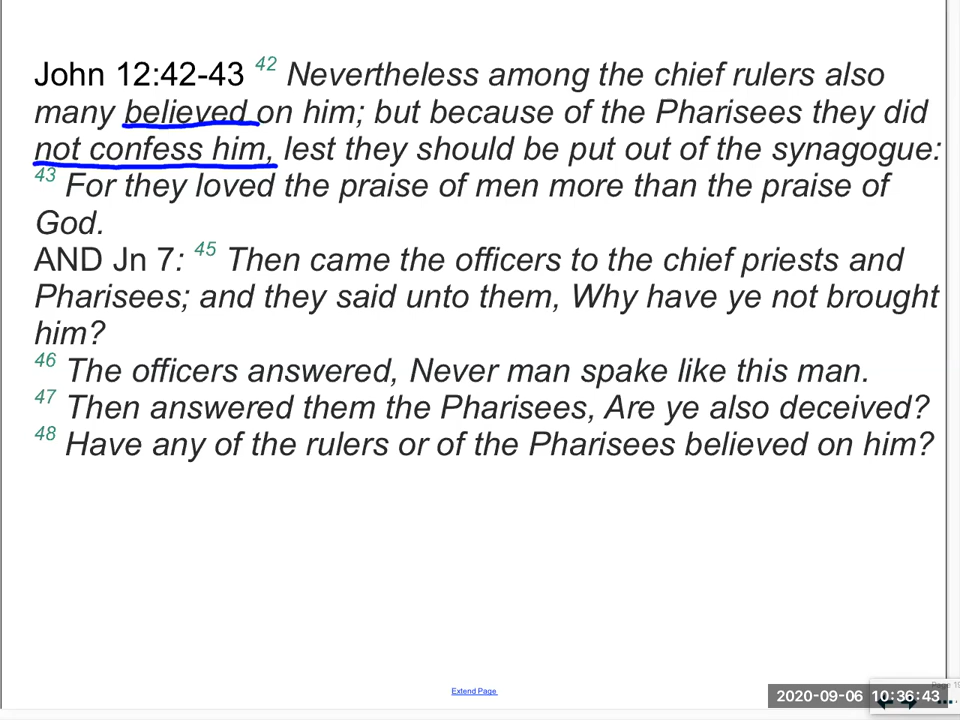 John 12:42-43 42 Nevertheless among the chief rulers also
many believed on him; but because of the Pharisees they did
not confess him, lest they should be put out of the synagogue:
43 For they loved the praise of men more than the praise of
God.
AND Jn 7: 45 Then came the officers to the chief priests and
Pharisees; and they said unto them, Why have ye not brought
him?
46 The officers answered, Never man spake like this man.
47 Then answered them the Pharisees, Are ye also deceived?
48 Have any of the rulers or of the Pharisees believed on him?
Extend Page
2020-09-06 10:36:43